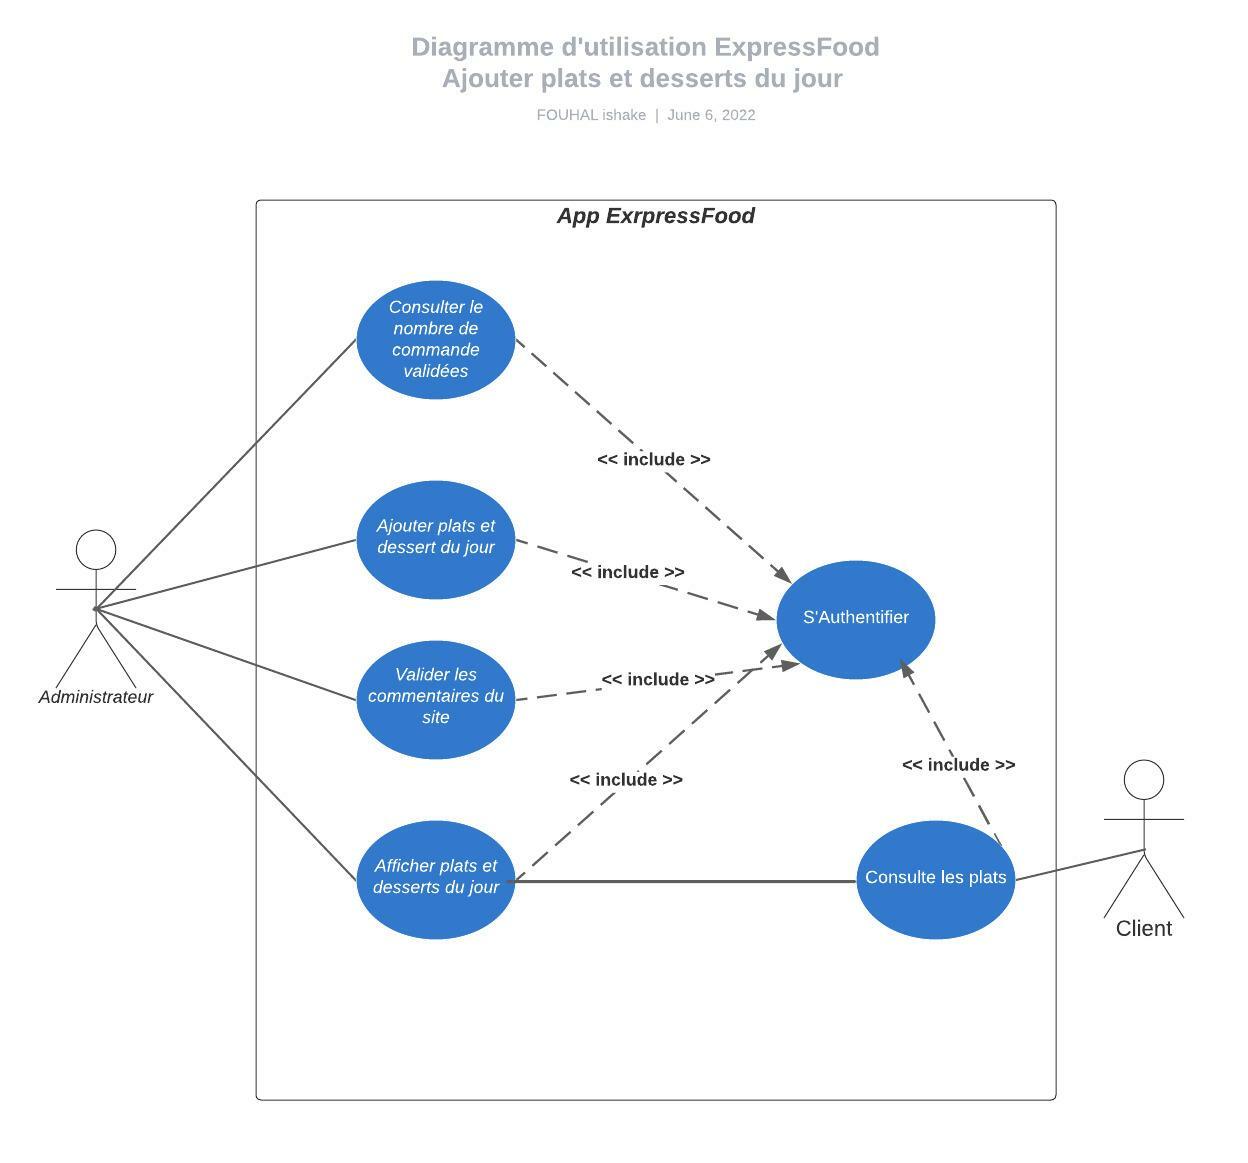 Diagramme d'utilisation ExpressFood
Ajouter plats et desserts du jour
FOUHAL ishake | June 6, 2022
App ExrpressFood
Consulter le
nombre de
commande
validées
<< include >>
Ajouter plats et
dessert du jour
<< include >>
S'Authentifier
Valider les
commentaires du
site
<< include >>
Administrateur
<< include >>
<< include >>
Afficher plats et
desserts du jour
Consulte les plats
Client